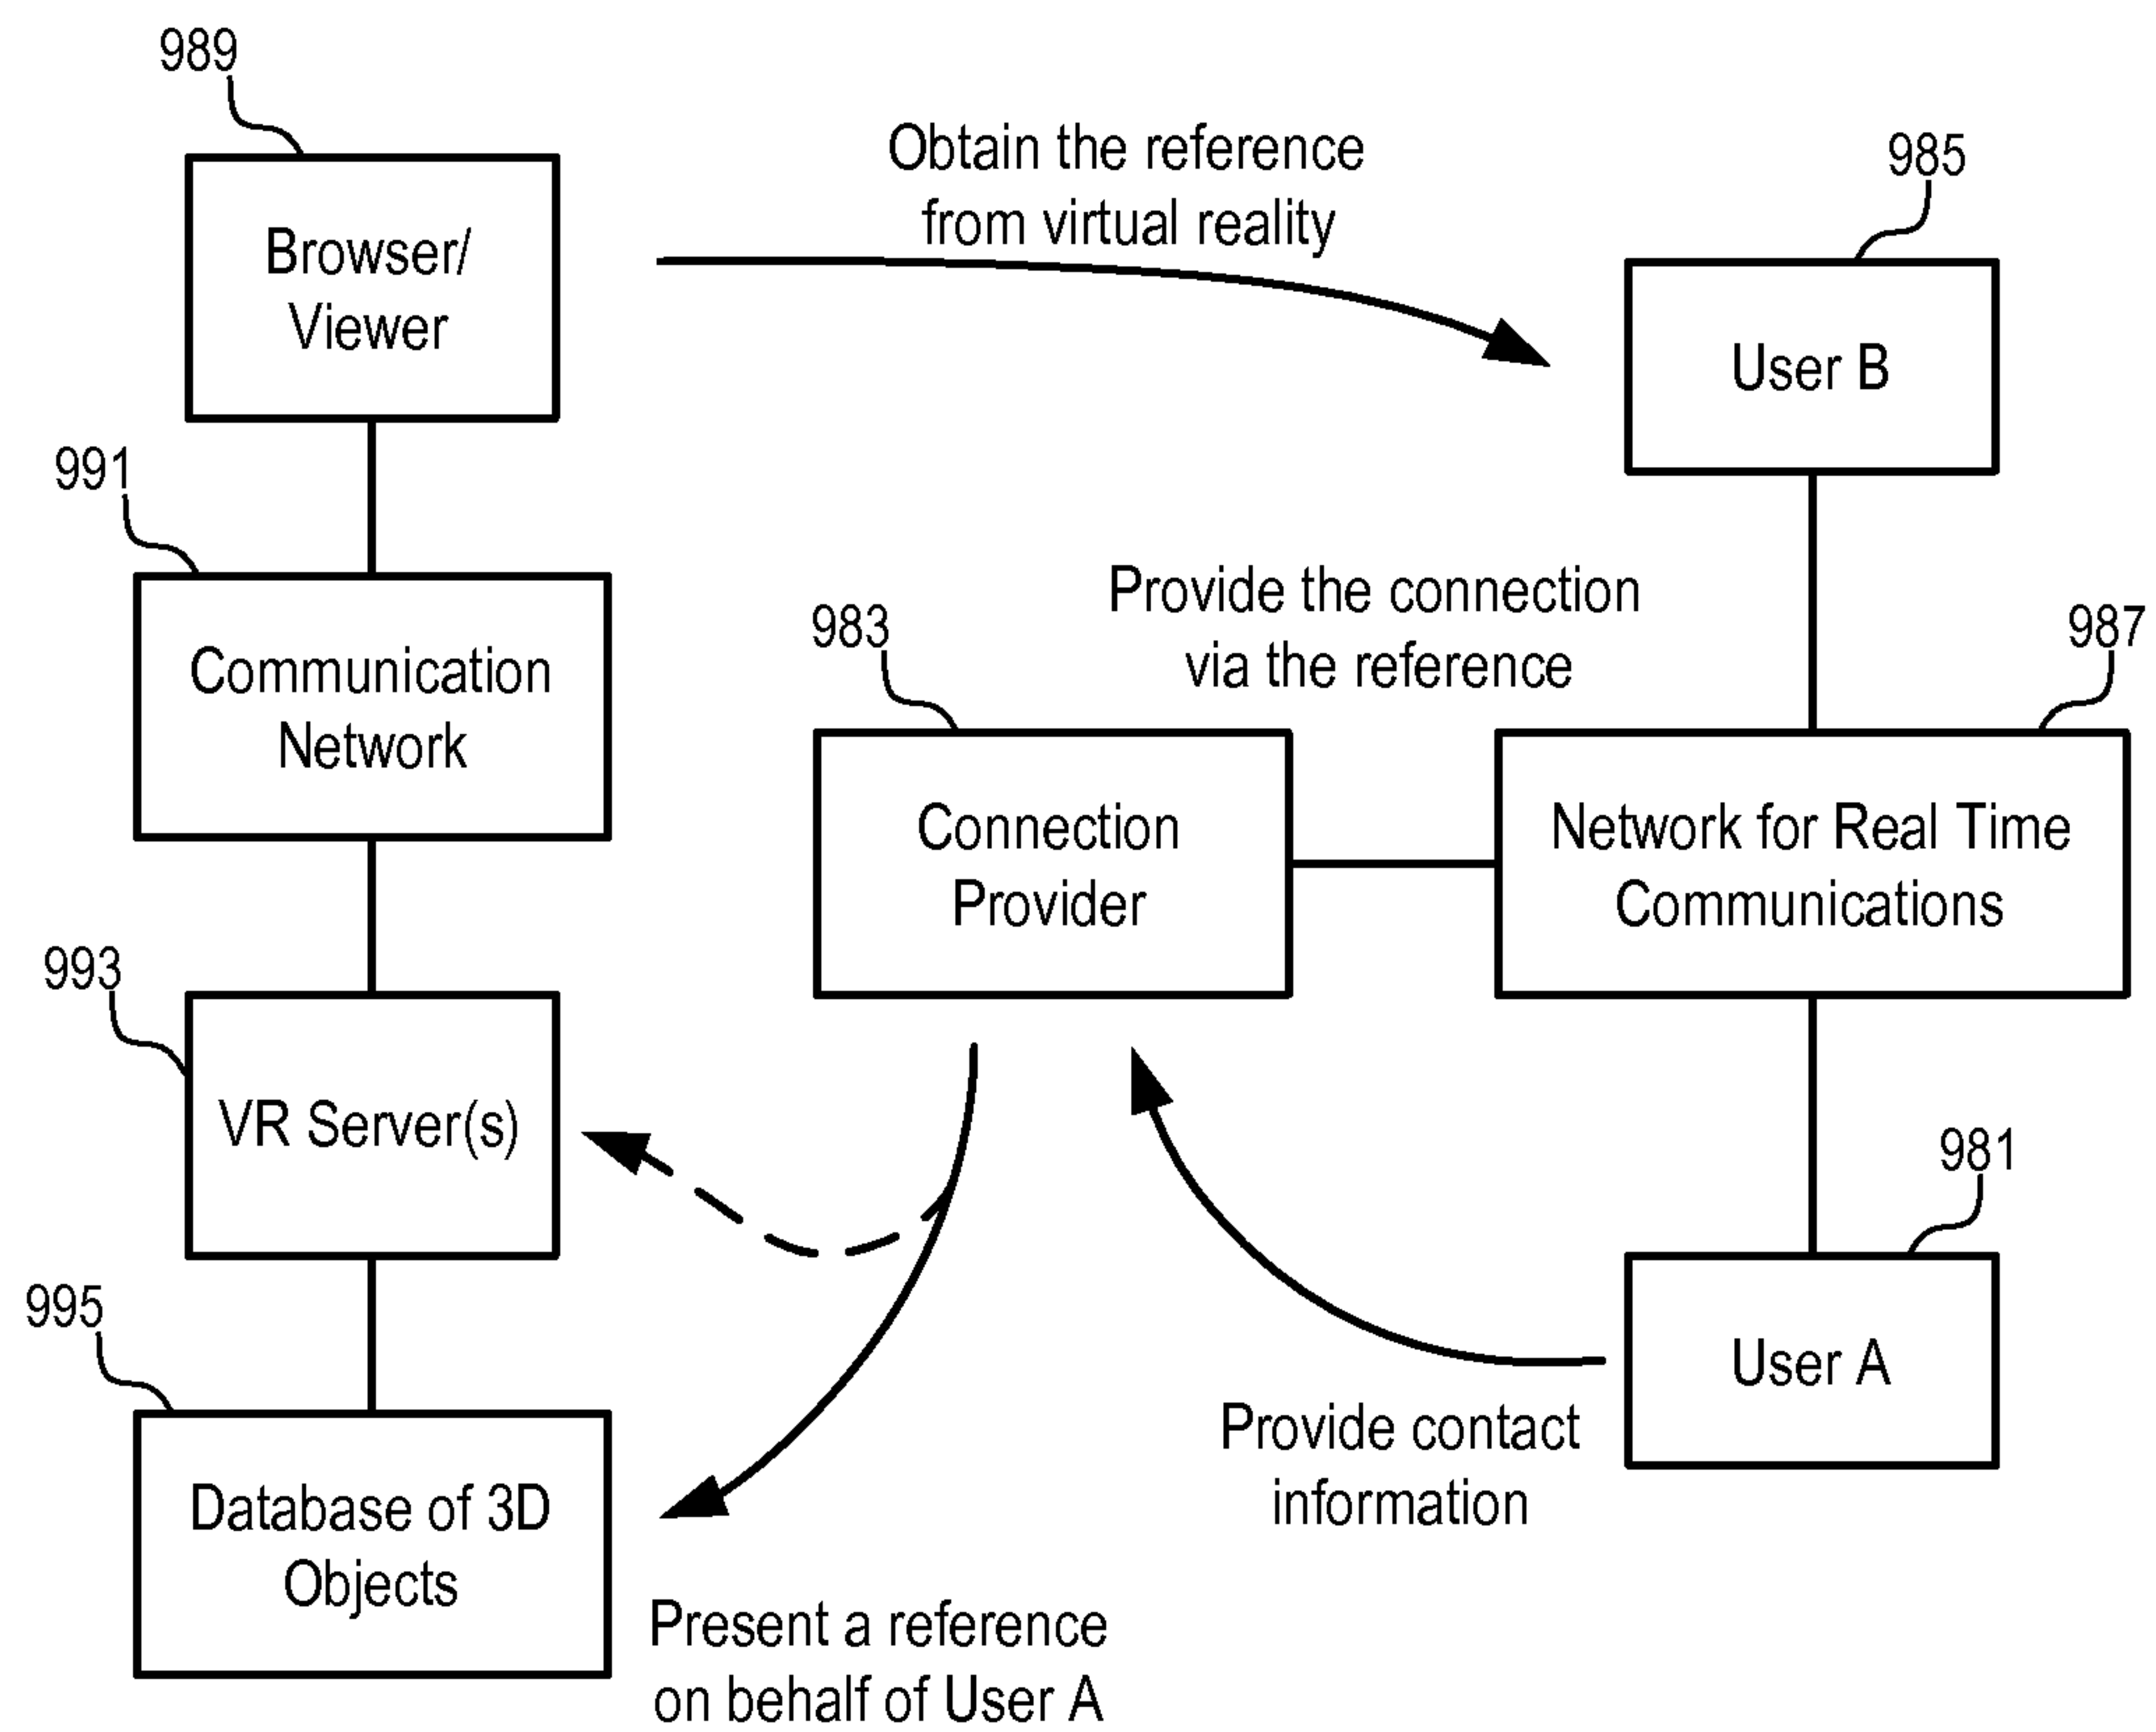 989
Obtain the reference
from virtual reality
985
Browser/
Viewer
User B
991
Provide the connection
via the reference
983
987
Communication
Network
Connection
Provider
Network for Real Time
Communications
993
VR Server(s)
981
995
User A
Provide contact
information
Database of 3D
Objects
Present a reference
on behalf of User A